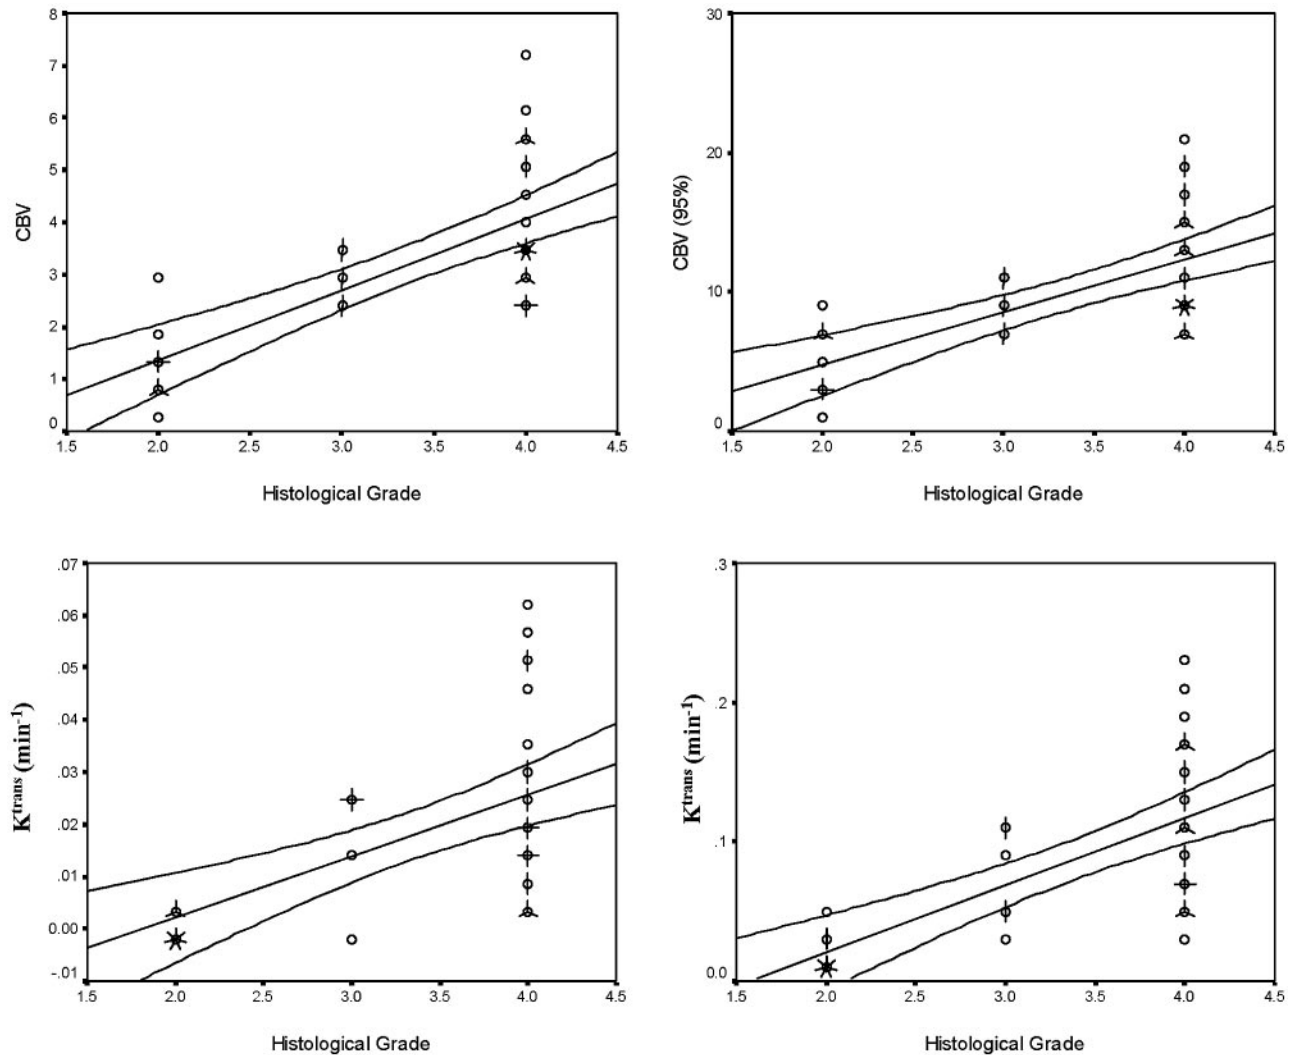 8
7
6
5
4
3
2
1
0
CBV
1.5 2.0 2.5 3.0 3.5 4.0 4.5
Histological Grade
30
20
10
0
CBV (95%)
1.5 2.0 2.5 3.0 3.5 4.0 4.5
Histological Grade
.07
.06
.05
.04
.03
.02
.01
0.00
-.01
Ktrans (min-1)
1.5 2.0 2.5 3.0 3.5 4.0 4.5
Histological Grade
.3
.2
.1
0.0
Ktrans (min-1)
1.5 2.0 2.5 3.0 3.5 4.0 4.5
Histological Grade